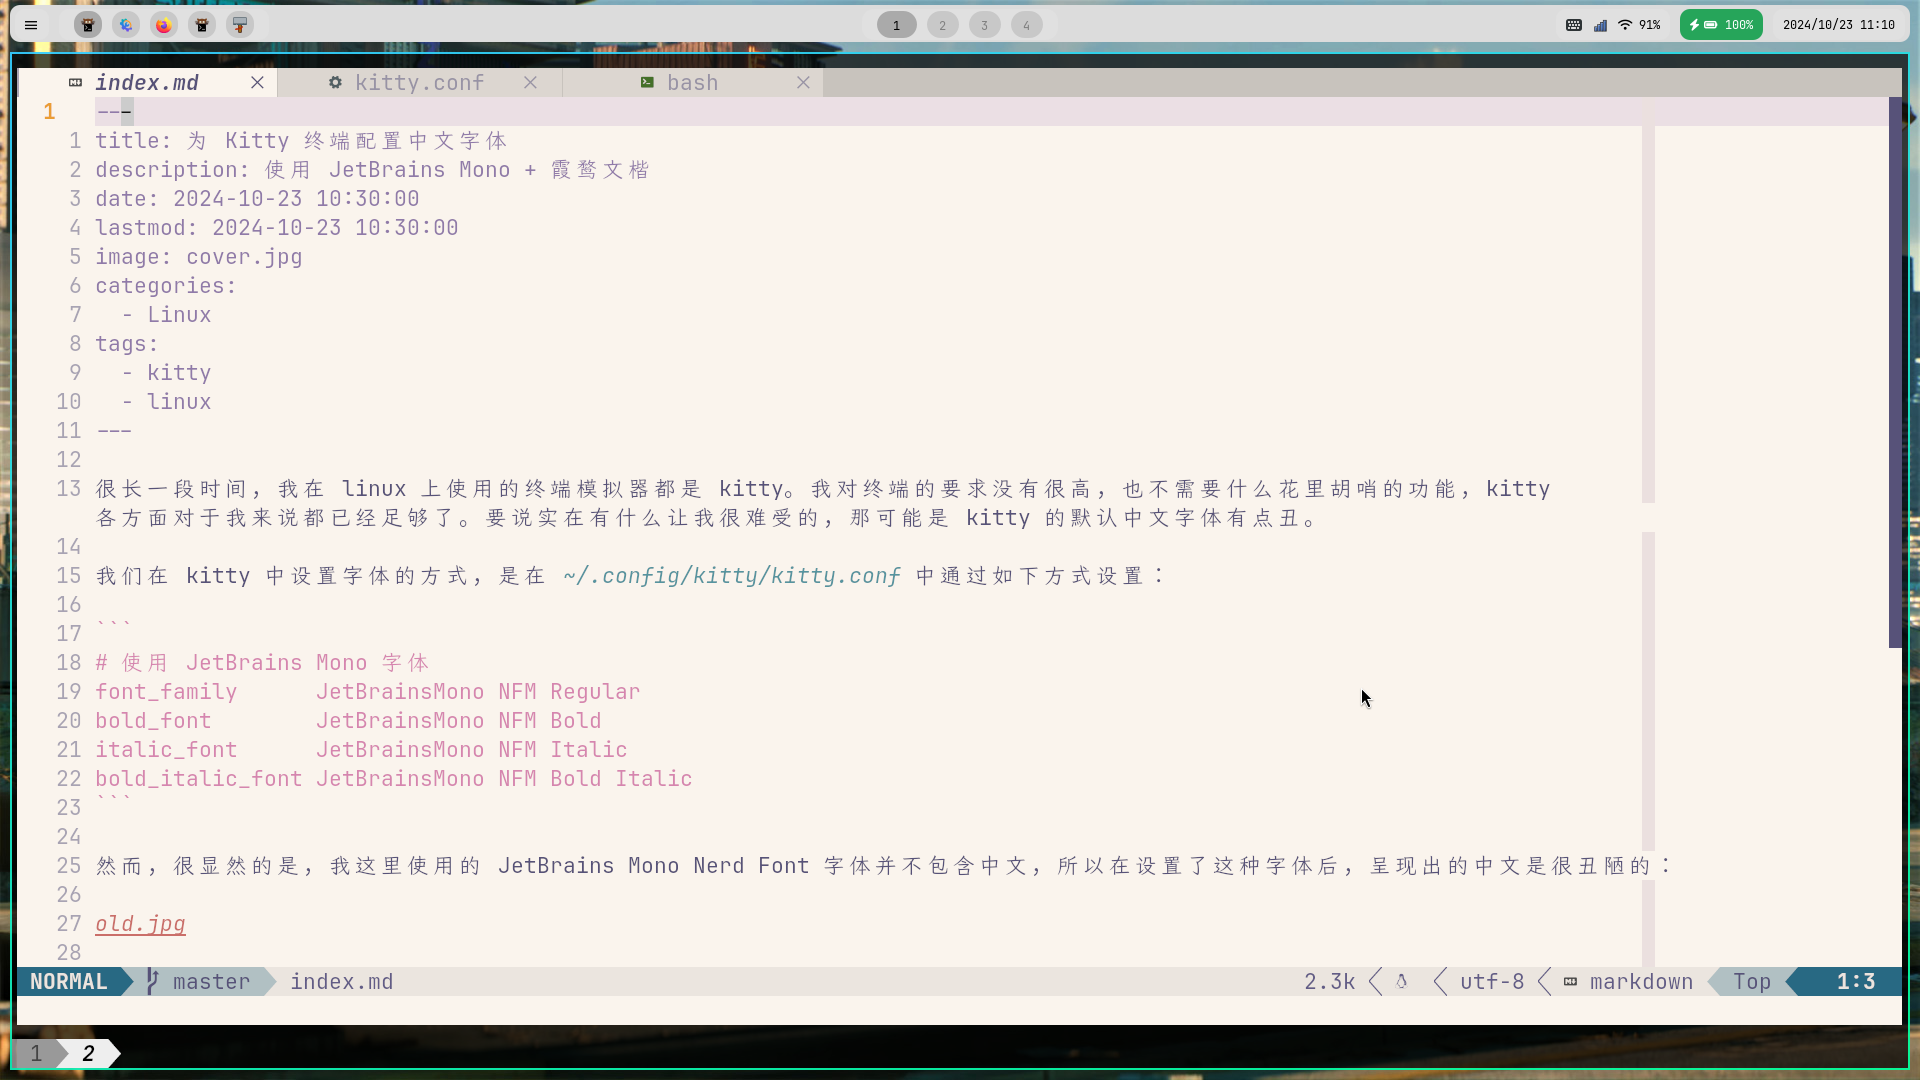 1 2 3 4 91% 100% 2024/10/23 11:10
index.md kitty.conf bash
1 ---
1 title: 为 Kitty 终端配置中文字体
2 description: 使用 JetBrains Mono + 霞鹜文楷
3 date: 2024-10-23 10:30:00
4 lastmod: 2024-10-23 10:30:00
5 image: cover.jpg
6 categories:
7 - Linux
8 tags:
9 - kitty
10 - linux
11 ---
12
13 很长一段时间，我在 linux 上使用的终端模拟器都是 kitty。我对终端的要求没有很高，也不需要什么花里胡哨的功能，kitty
各方面对于我来说都已经足够了。要说实在有什么让我很难受的，那可能是 kitty 的默认中文字体有点丑。
14
15 我们在 kitty 中设置字体的方式，是在 ~/.config/kitty/kitty.conf 中通过如下方式设置：
16
17 ```
18 # 使用 JetBrains Mono 字体
19 font_family      JetBrainsMono NFM Regular
20 bold_font        JetBrainsMono NFM Bold
21 italic_font      JetBrainsMono NFM Italic
22 bold_italic_font JetBrainsMono NFM Bold Italic
23 ```
24
25 然而，很显然的是，我这里使用的 JetBrains Mono Nerd Font 字体并不包含中文，所以在设置了这种字体后，呈现出的中文是很丑陋的：
26
27 old.jpg
28
NORMAL master index.md 2.3k utf-8 markdown Top 1:3
1 2